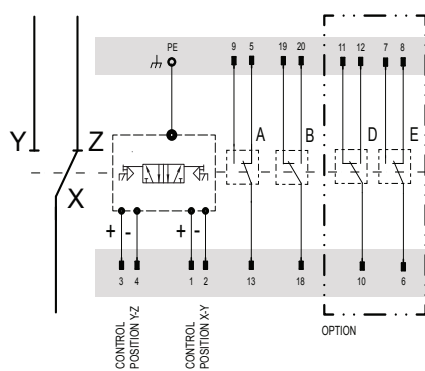 PE 9 5 19 20 11 12 7 8
Y Z A B D E
X
+ - + -
3 4 1 2 13 18 10 6
CONTROL
POSITION Y-Z
CONTROL
POSITION X-Y
OPTION